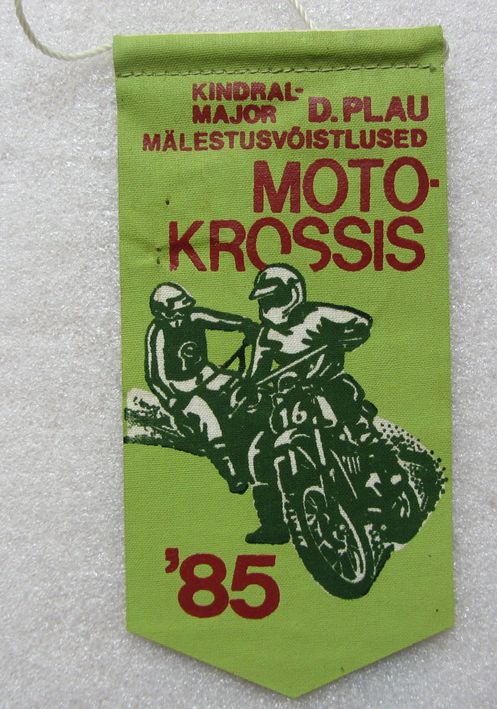 KINDRAL-
MAJOR D. PLAU
MÄLESTUSVÕISTLUSED
MOTO-
KROSSIS
16
'85